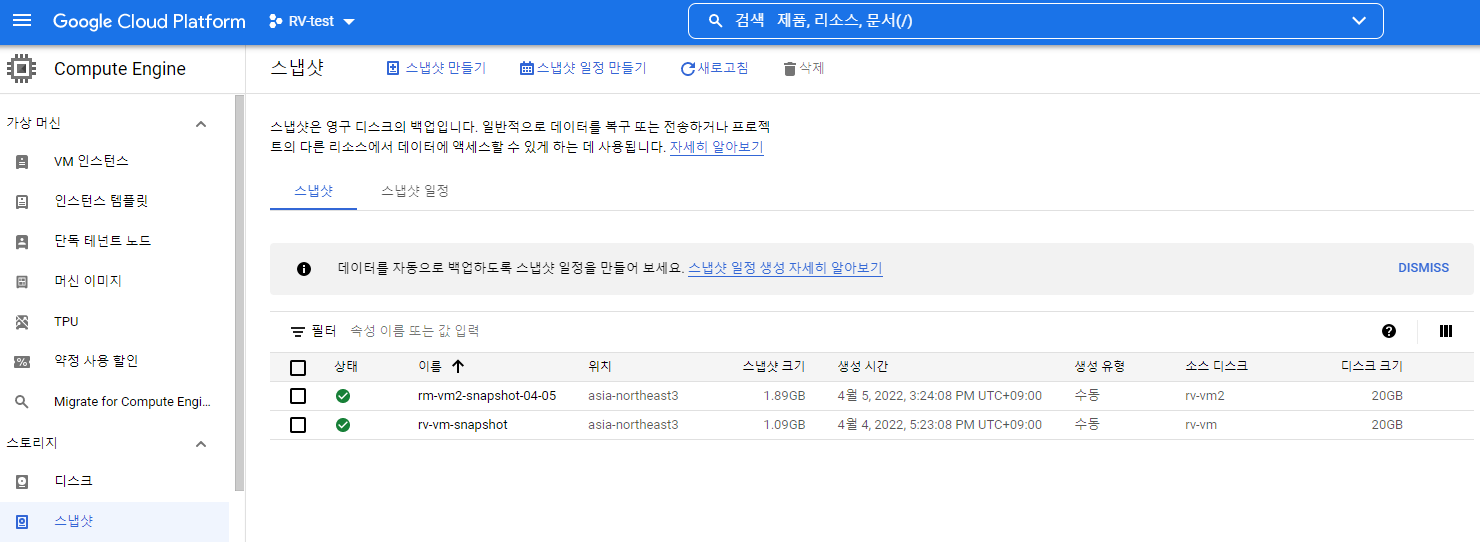 Google Cloud Platform
RV-test
검색 제품, 리소스, 문서(/)
Compute Engine
가상 머신
VM 인스턴스
인스턴스 템플릿
단독 테넌트 노드
머신 이미지
TPU
약정 사용 할인
Migrate for Compute Engi...
스토리지
디스크
스냅샷
스냅샷
스냅샷 만들기
스냅샷 일정 만들기
새로고침
삭제
스냅샷은 영구 디스크의 백업입니다. 일반적으로 데이터를 복구 또는 전송하거나 프로젝
트의 다른 리소스에서 데이터에 액세스할 수 있게 하는 데 사용됩니다. 자세히 알아보기
스냅샷
스냅샷 일정
데이터를 자동으로 백업하도록 스냅샷 일정을 만들어 보세요. 스냅샷 일정 생성 자세히 알아보기
DISMISS
필터 속성 이름 또는 값 입력
상태 이름 위치 스냅샷 크기 생성 시간 생성 유형 소스 디스크 디스크 크기
rm-vm2-snapshot-04-05 asia-northeast3 1.89GB 4월 5, 2022, 3:24:08 PM UTC+09:00 수동 rv-vm2 20GB
rv-vm-snapshot asia-northeast3 1.09GB 4월 4, 2022, 5:23:08 PM UTC+09:00 수동 rv-vm 20GB